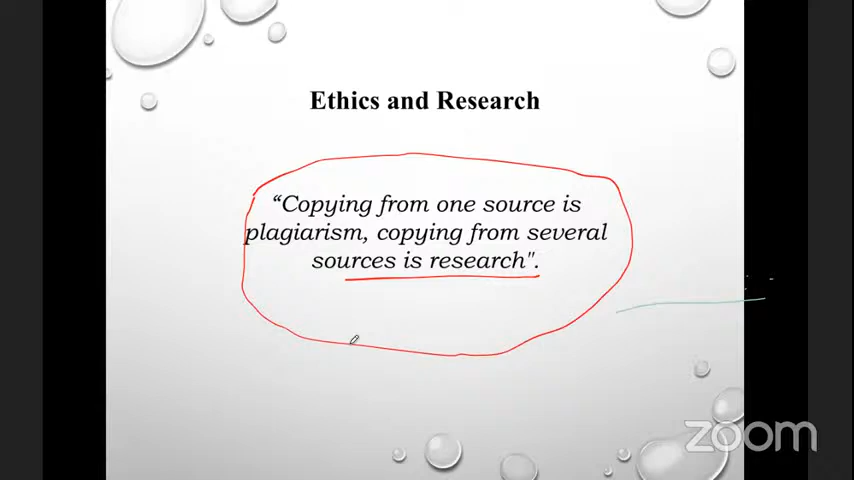 Ethics and Research
“Copying from one source is
plagiarism, copying from several
sources is research".
zoom